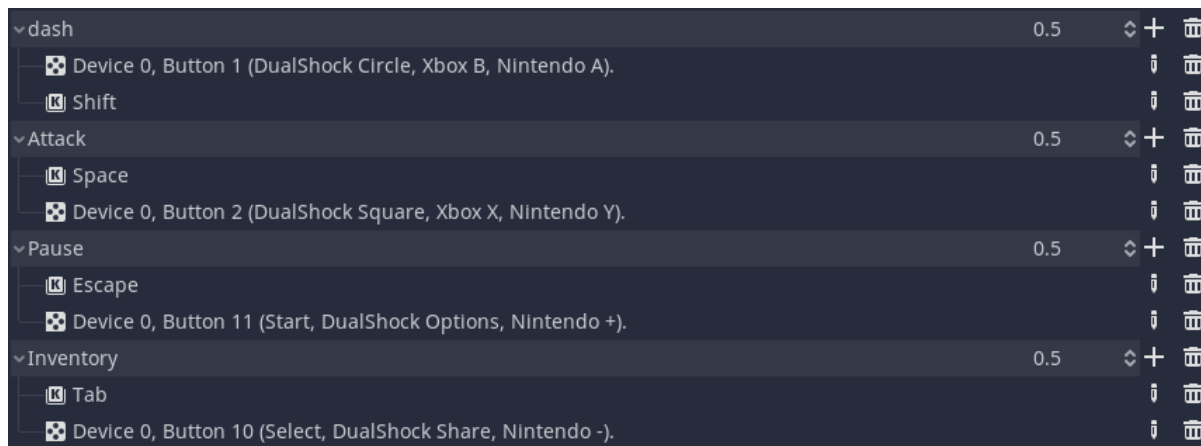 dash 0.5
Device 0, Button 1 (DualShock Circle, Xbox B, Nintendo A).
K Shift
Attack 0.5
K Space
Device 0, Button 2 (DualShock Square, Xbox X, Nintendo Y).
Pause 0.5
K Escape
Device 0, Button 11 (Start, DualShock Options, Nintendo +).
Inventory 0.5
K Tab
Device 0, Button 10 (Select, DualShock Share, Nintendo -).